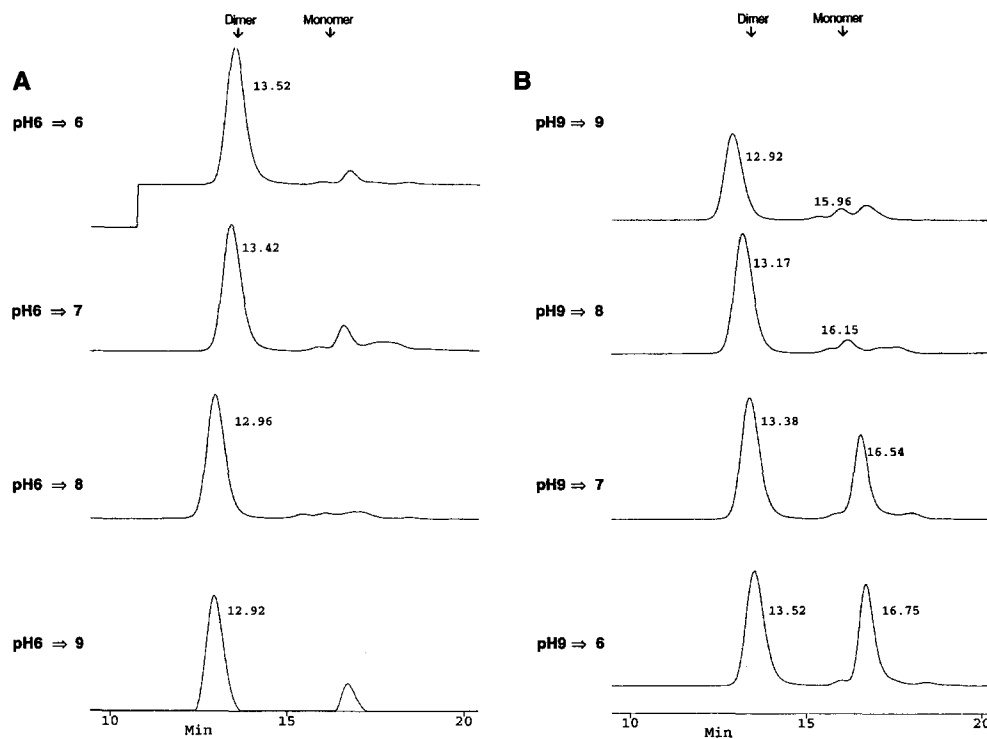 Dimer Monomer
↓ ↓
A
pH6 ⇒ 6
13.52
pH6 ⇒ 7
13.42
pH6 ⇒ 8
12.96
pH6 ⇒ 9
12.92
10 15 20
Min
Dimer Monomer
↓ ↓
B
pH9 ⇒ 9
12.92
15.96
pH9 ⇒ 8
13.17
16.15
pH9 ⇒ 7
13.38
16.54
pH9 ⇒ 6
13.52
16.75
10 15 20
Min